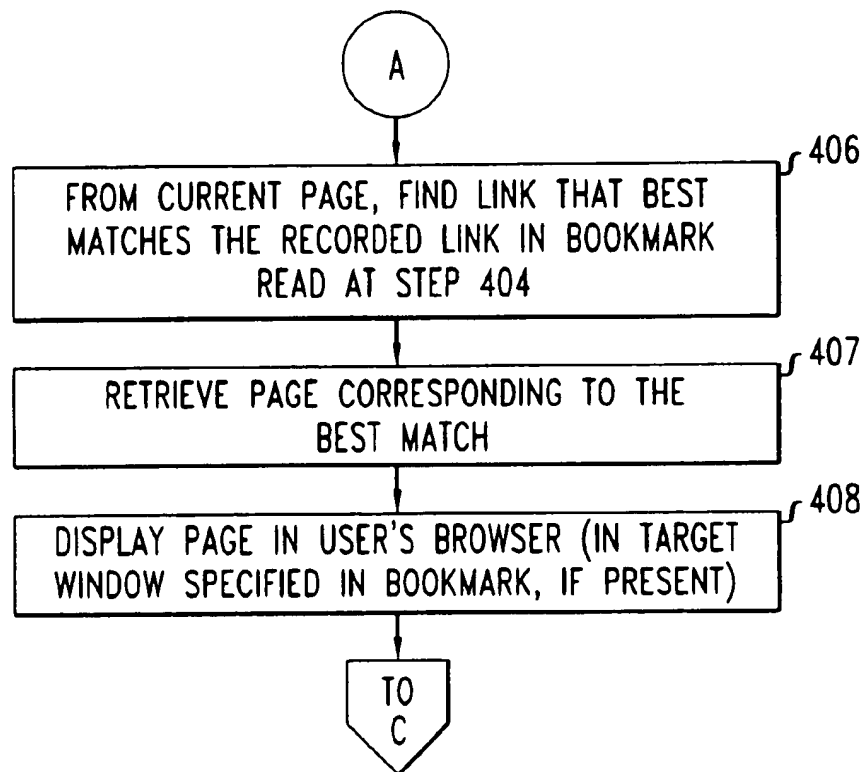 A
406
FROM CURRENT PAGE, FIND LINK THAT BEST
MATCHES THE RECORDED LINK IN BOOKMARK
READ AT STEP 404
407
RETRIEVE PAGE CORRESPONDING TO THE
BEST MATCH
408
DISPLAY PAGE IN USER'S BROWSER (IN TARGET
WINDOW SPECIFIED IN BOOKMARK, IF PRESENT)
TO
C